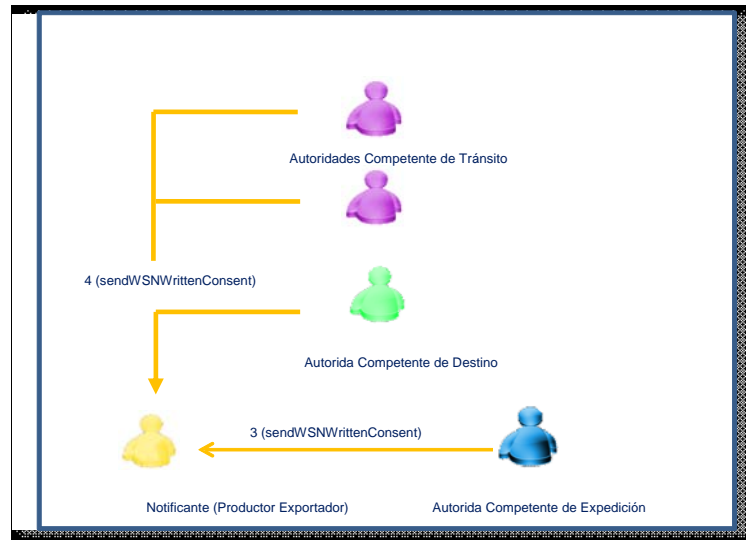 Autoridades Competente de Tránsito
4 (sendWSNWrittenConsent)
Autorida Competente de Destino
3 (sendWSNWrittenConsent)
Notificante (Productor Exportador)
Autorida Competente de Expedición